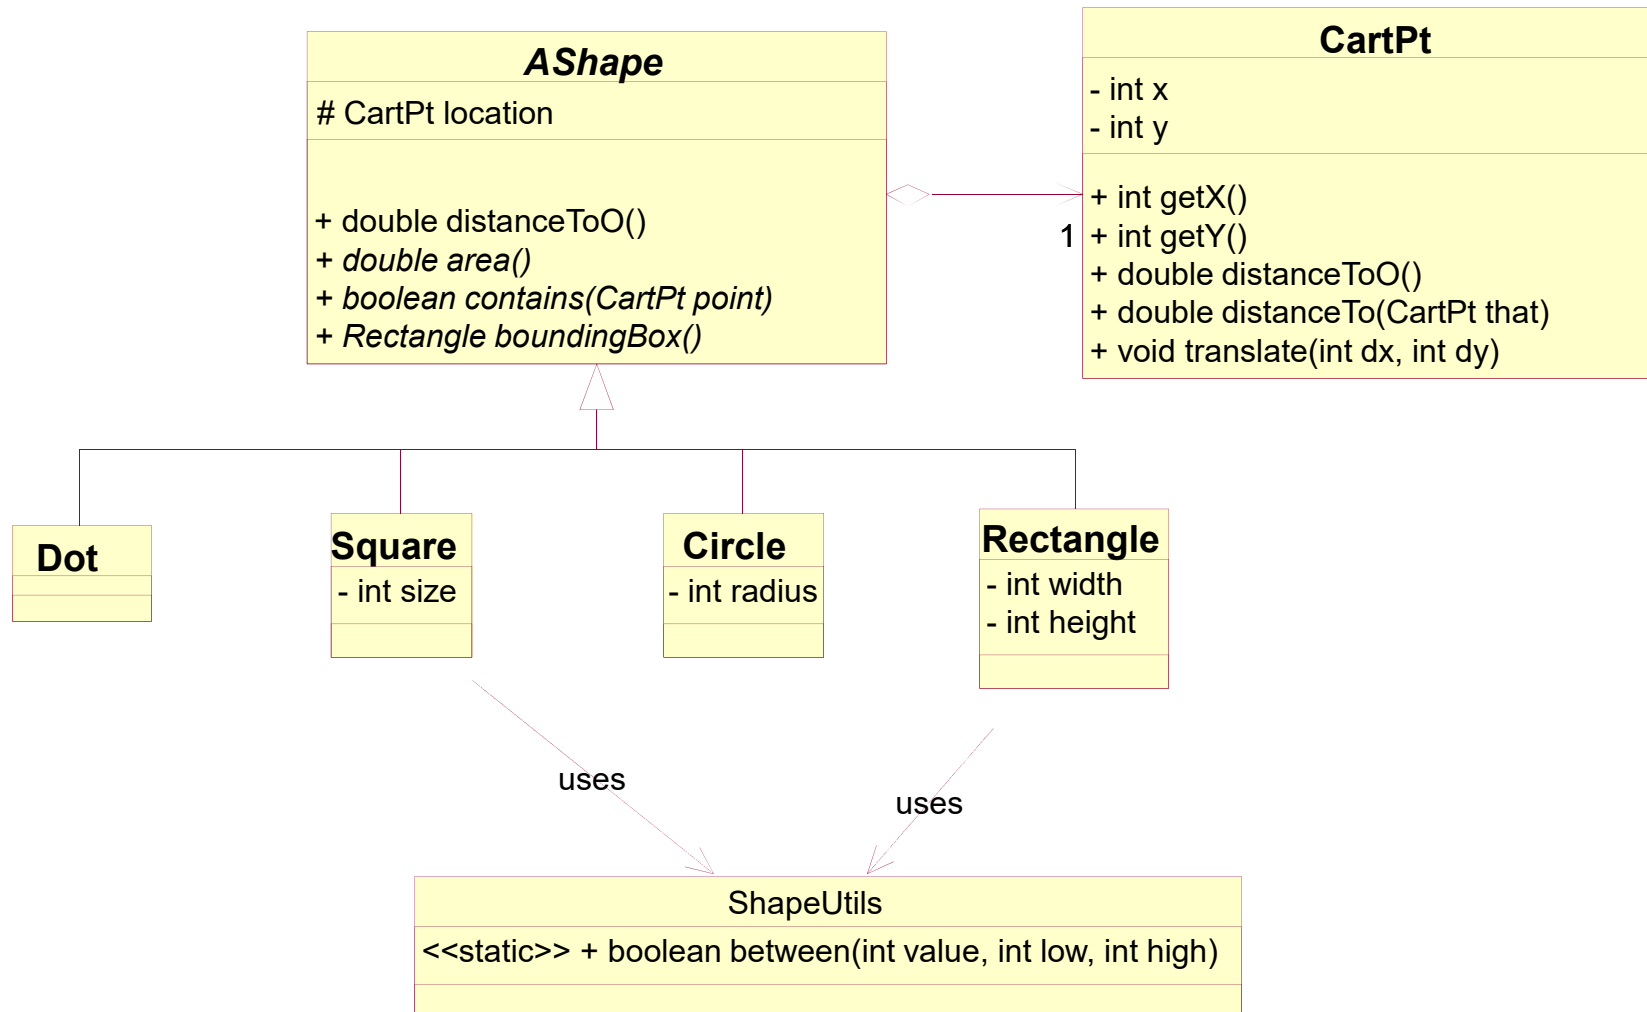 AShape
# CartPt location
+ double distanceToO()
+ double area()
+ boolean contains(CartPt point)
+ Rectangle boundingBox()
CartPt
- int x
- int y
+ int getX()
+ int getY()
+ double distanceToO()
+ double distanceTo(CartPt that)
+ void translate(int dx, int dy)
1
Dot
Square
- int size
Circle
- int radius
Rectangle
- int width
- int height
uses
uses
ShapeUtils
<<static>> + boolean between(int value, int low, int high)